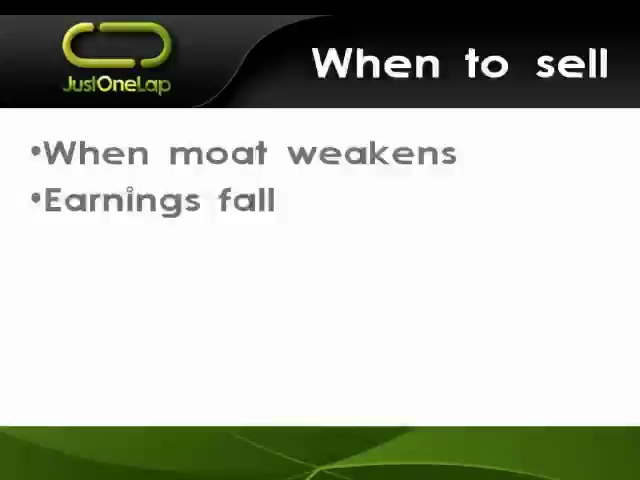 JustOneLap
When to sell
•When moat weakens
•Earnings fall